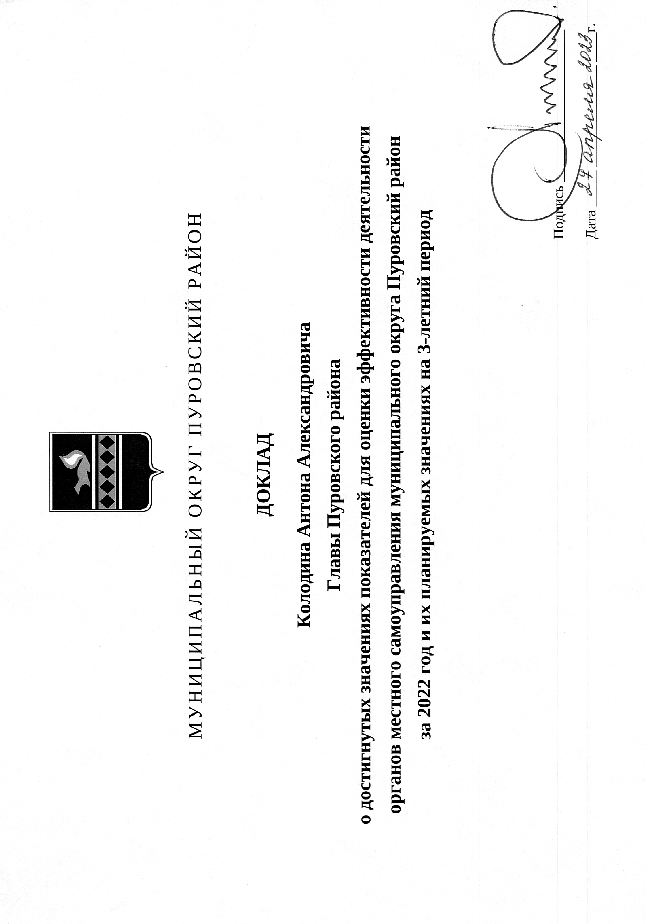 МУНИЦИПАЛЬНЫЙ ОКРУГ ПУРОВСКИЙ РАЙОН
ДОКЛАД
Колодина Антона Александровича
Главы Пуровского района
о достигнутых значениях показателей для оценки эффективности деятельности
органов местного самоуправления муниципального округа Пуровский район
за 2022 год и их планируемых значениях на 3-летний период
Подпись
Дата 27 апреля 2023 г.